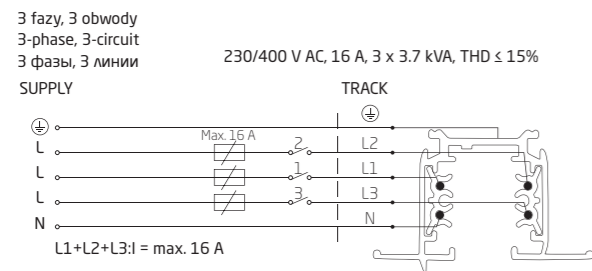 3 fazy, 3 obwody
3-phase, 3-circuit
3 фазы, 3 линии
230/400 V AC, 16 A, 3 x 3.7 kVA, THD ≤ 15%
SUPPLY TRACK
Max. 16 A
L 2 L2
L 1 L1
L 3 L3
N N
L1+L2+L3:I = max. 16 A